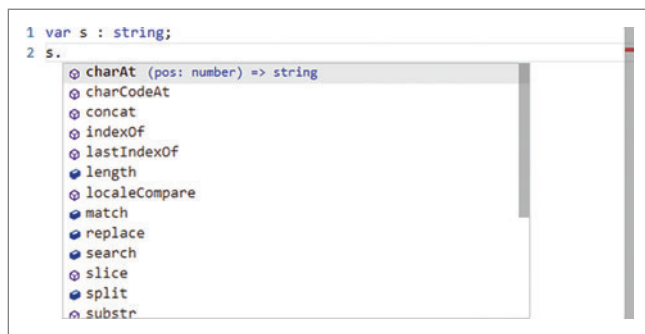 1 var s : string;
2 s.
charAt (pos: number) => string
charCodeAt
concat
indexOf
lastIndexOf
length
localeCompare
match
replace
search
slice
split
substr